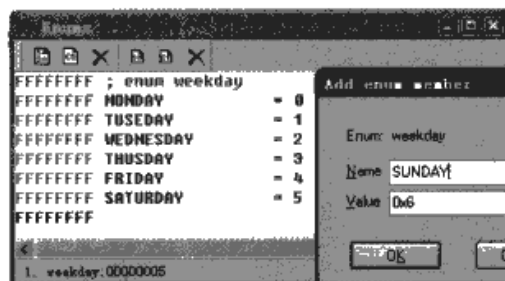 Enums
FFFFFFFF ; enum weekday
FFFFFFFF MONDAY = 0
FFFFFFFF TUSEDAY = 1
FFFFFFFF WEDNESDAY = 2
FFFFFFFF THUSDAY = 3
FFFFFFFF FRIDAY = 4
FFFFFFFF SATURDAY = 5
FFFFFFFF
1. weekday:00000005
Add enum member
Enum: weekday
Name SUNDAY
Value 0x6
OK